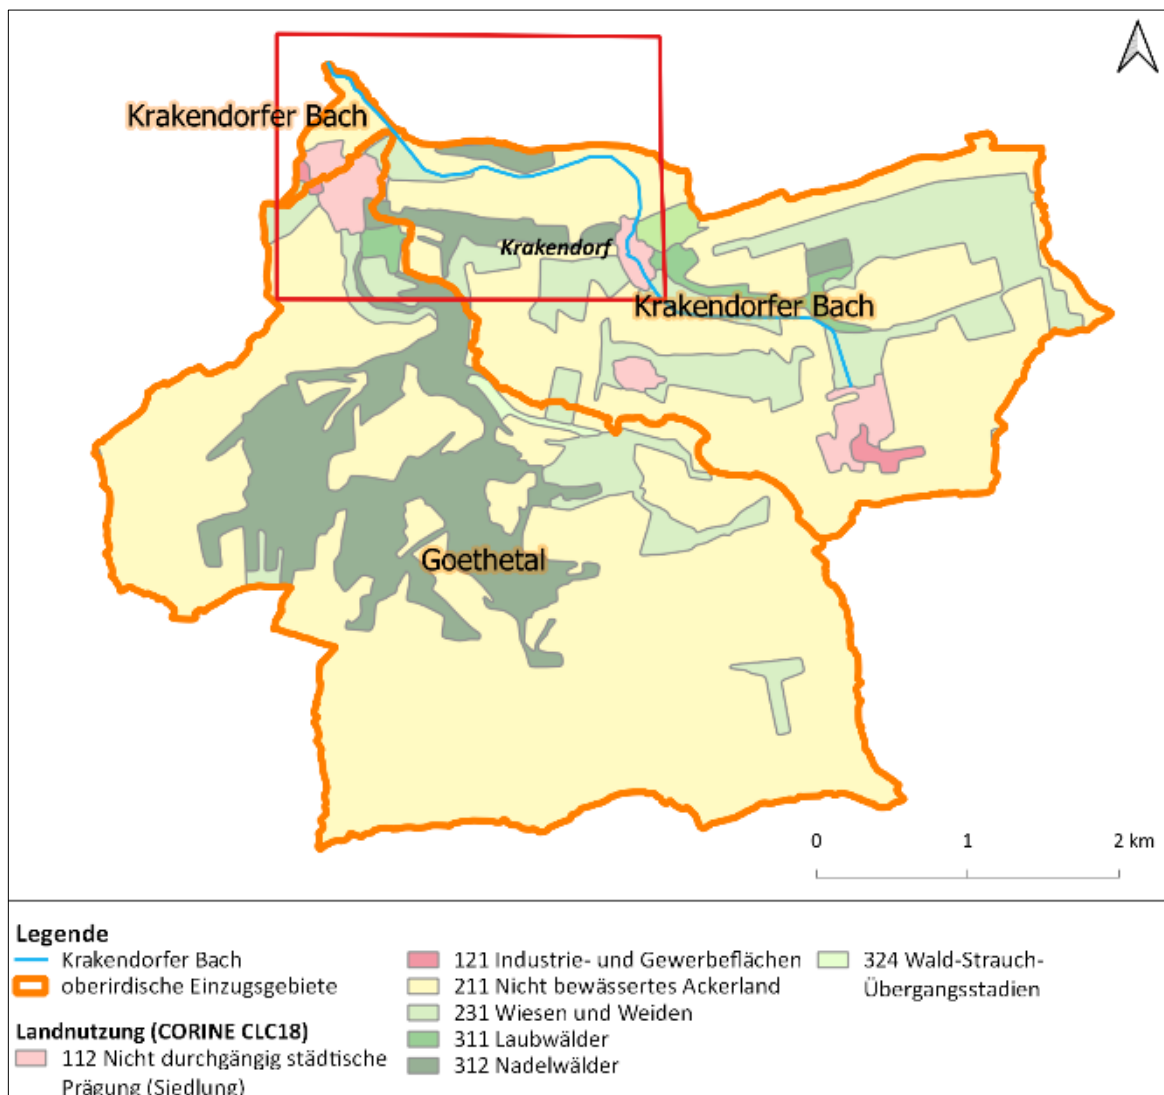 Krakendorfer Bach
Krakendorf
Krakendorfer Bach
Goethetal
0 1 2 km
Legende
Krakendorfer Bach
oberirdische Einzugsgebiete
Landnutzung (CORINE CLC18)
112 Nicht durchgängig städtische
Prägung (Siedlung)
121 Industrie- und Gewerbeflächen
211 Nicht bewässertes Ackerland
231 Wiesen und Weiden
311 Laubwälder
312 Nadelwälder
324 Wald-Strauch-
Übergangsstadien